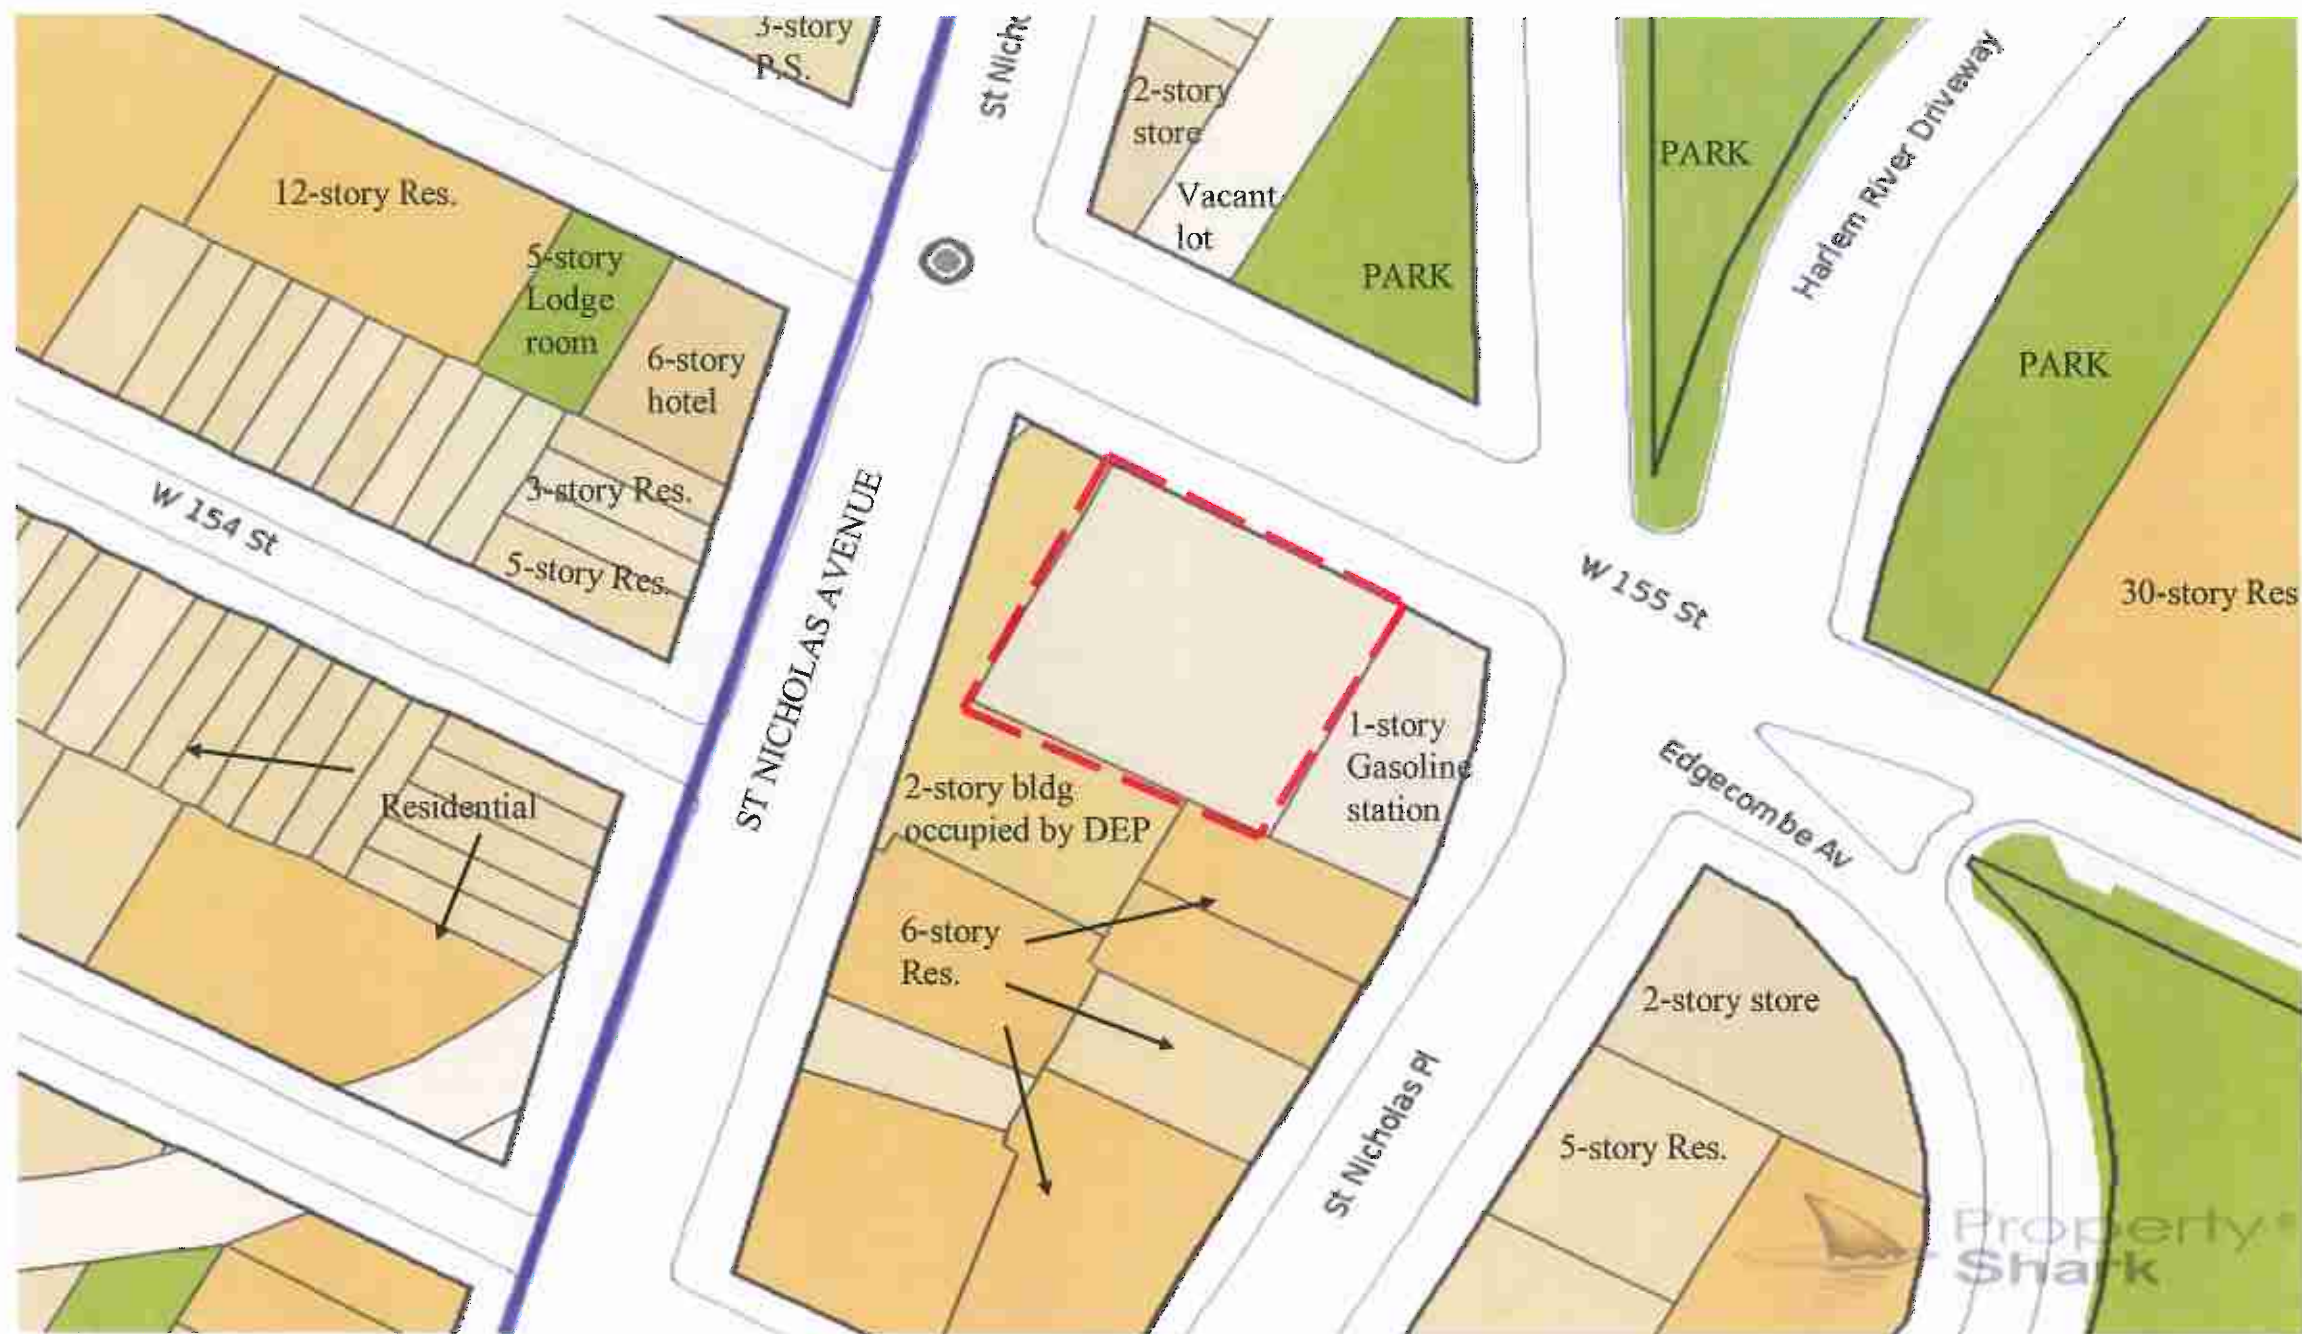 3-story
P.S.
St Nich
2-story
store
Vacant
lot
PARK
PARK
Harlem River Driveway
PARK
12-story Res.
5-story
Lodge
room
6-story
hotel
3-story Res.
5-story Res.
W 154 St
ST NICHOLAS AVENUE
W 155 St
30-story Res
1-story
Gasoline
station
Edgecombe Av
2-story bldg
occupied by DEP
Residential
6-story
Res.
2-story store
5-story Res.
St Nicholas Pl
Property
Shark